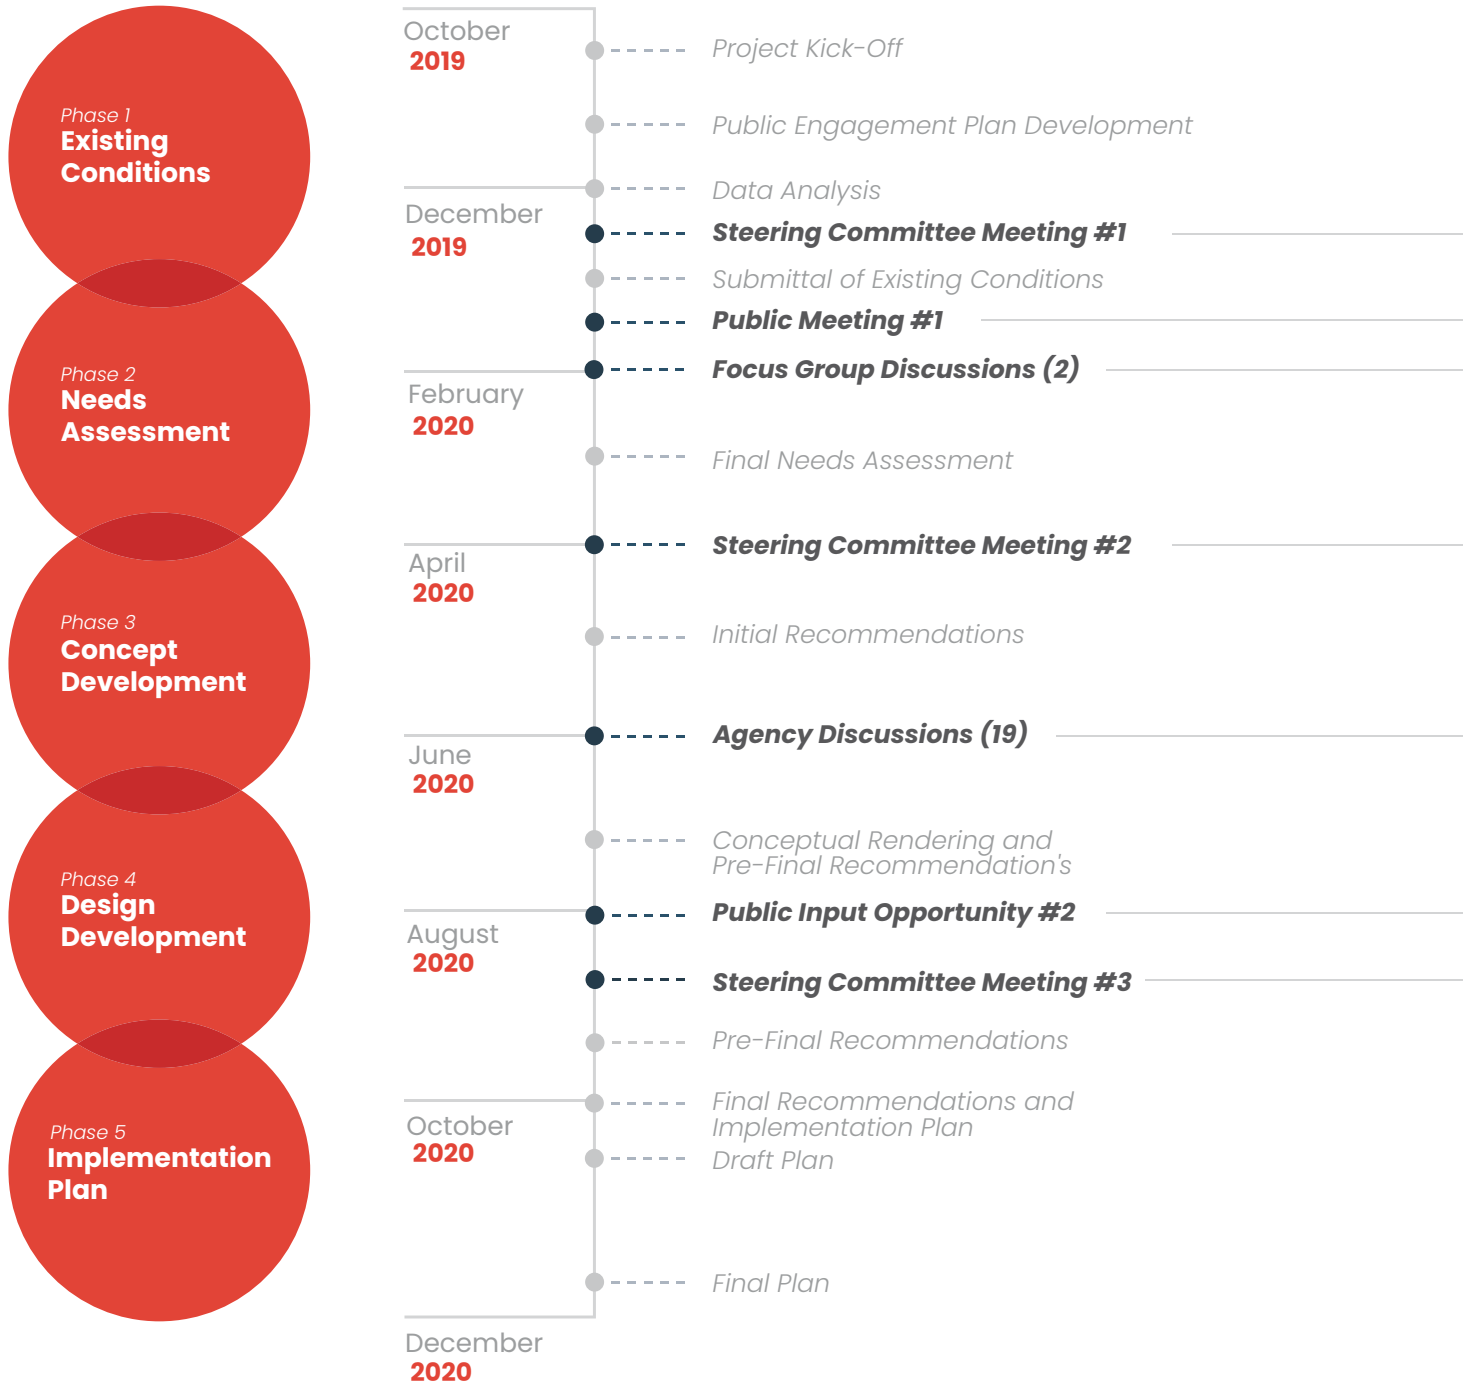 Phase 1
Existing
Conditions
Phase 2
Needs
Assessment
Phase 3
Concept
Development
Phase 4
Design
Development
Phase 5
Implementation
Plan
October
2019
Project Kick-Off
Public Engagement Plan Development
Data Analysis
December
2019
Steering Committee Meeting #1
Submittal of Existing Conditions
Public Meeting #1
Focus Group Discussions (2)
February
2020
Final Needs Assessment
Steering Committee Meeting #2
April
2020
Initial Recommendations
Agency Discussions (19)
June
2020
Conceptual Rendering and
Pre-Final Recommendation's
Public Input Opportunity #2
August
2020
Steering Committee Meeting #3
Pre-Final Recommendations
Final Recommendations and
Implementation Plan
October
2020
Draft Plan
Final Plan
December
2020